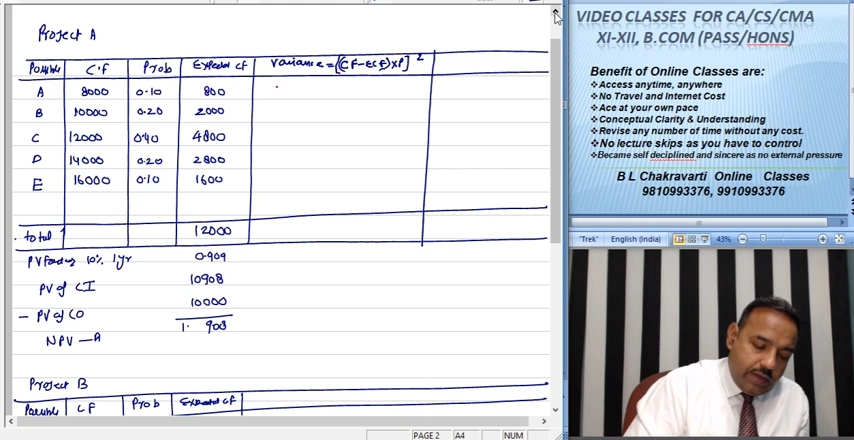 Project A
Possible C.F Prob Expected CF Variance = [(CF-ECF)xP]2
A 8000 0.10 800
B 10000 0.20 2000
C 12000 0.40 4800
D 14000 0.20 2800
E 16000 0.10 1600
total 12000
PV Factor 10% 1yr 0.909
PV of CI 10908
- PV of CO 10000
NPV - A 908
Project B
Possible CF Prob Expected CF
PAGE 2 A4 NUM
VIDEO CLASSES FOR CA/CS/CMA
XI-XII, B.COM (PASS/HONS)
Benefit of Online Classes are:
❖Access anytime, anywhere
❖No Travel and Internet Cost
❖Ace at your own pace
❖Conceptual Clarity & Understanding
❖Revise any number of time without any cost.
❖No lecture skips as you have to control
❖Became self deciplined and sincere as no external pressure
B L Chakravarti Online Classes
9810993376, 9910993376
"Trek" English (India) 43%